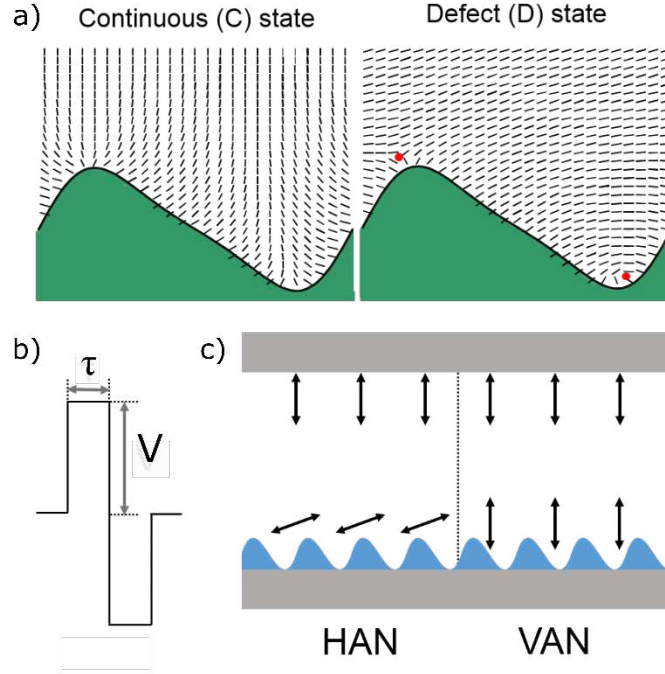 a)
Continuous (C) state
Defect (D) state
b)
τ
V
c)
HAN
VAN